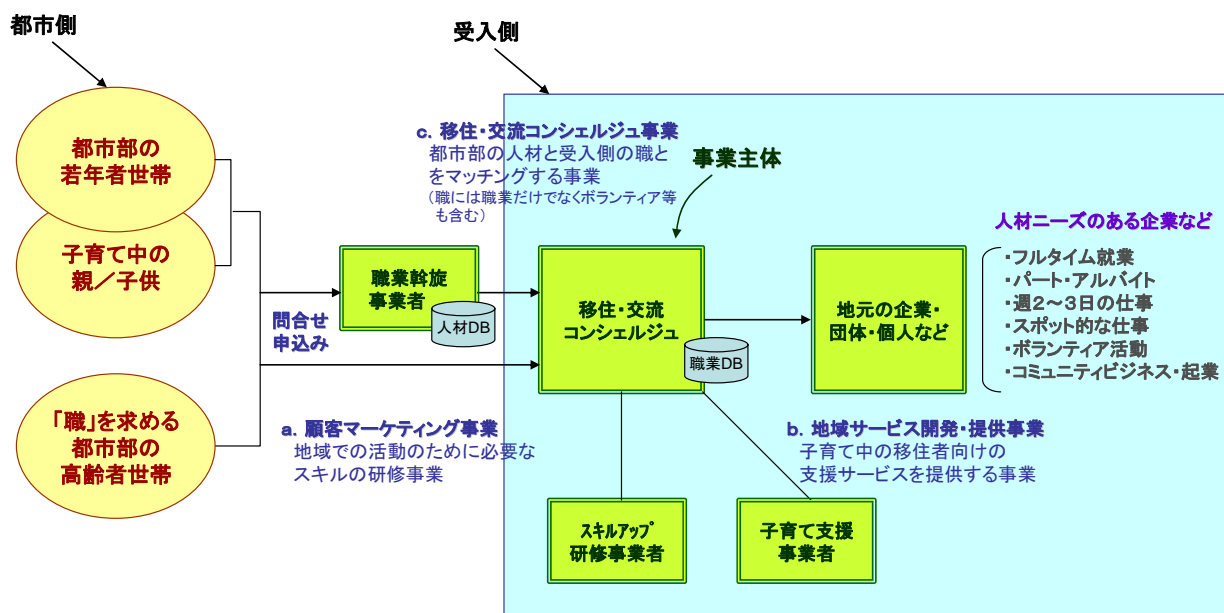 都市側
受入側
都市部の
若年者世帯
子育て中の
親／子供
「職」を求める
都市部の
高齢者世帯
問合せ
申込み
職業斡旋
事業者
人材DB
c. 移住・交流コンシェルジュ事業
都市部の人材と受入側の職と
をマッチングする事業
（職には職業だけでなくボランティア等
も含む）
事業主体
移住・交流
コンシェルジュ
職業DB
地元の企業・
団体・個人など
人材ニーズのある企業など
・フルタイム就業
・パート・アルバイト
・週２～３日の仕事
・スポット的な仕事
・ボランティア活動
・コミュニティビジネス・起業
a. 顧客マーケティング事業
地域での活動のために必要な
スキルの研修事業
b. 地域サービス開発・提供事業
子育て中の移住者向けの
支援サービスを提供する事業
スキルアップ
研修事業者
子育て支援
事業者